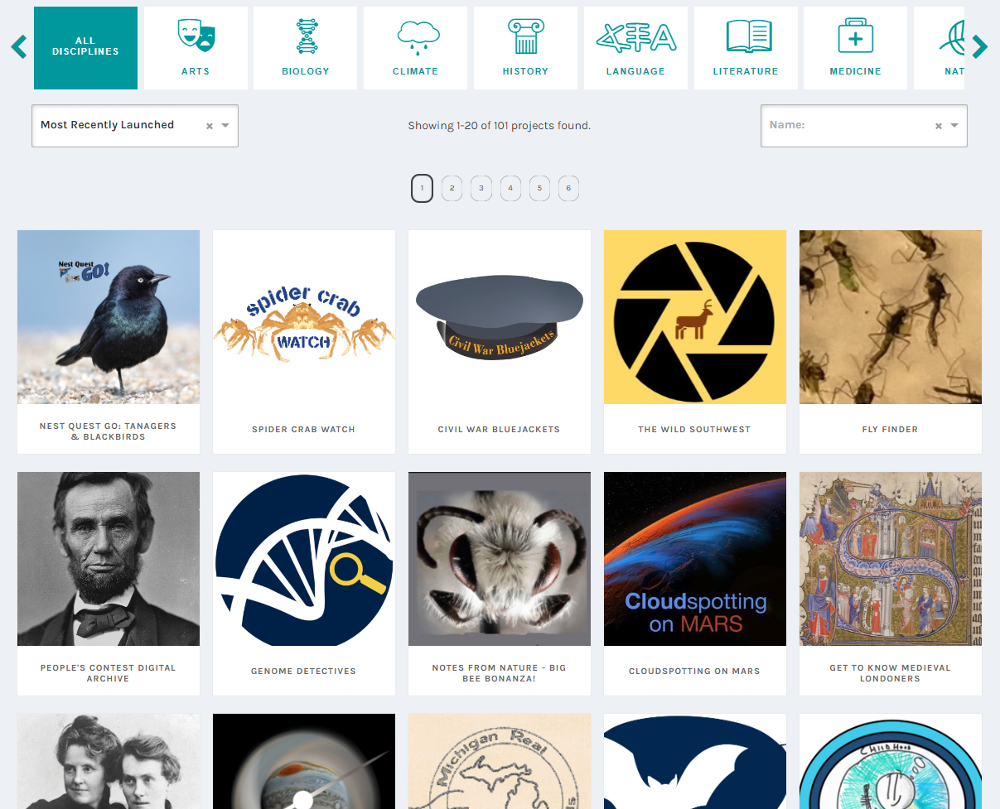 ALL
DISCIPLINES
ARTS
BIOLOGY
CLIMATE
HISTORY
LANGUAGE
LITERATURE
MEDICINE
NAT
Most Recently Launched
Showing 1-20 of 101 projects found.
Name:
1 2 3 4 5 6
Nest Quest
GO!
spider crab
WATCH
Civil War Bluejackets
NEST QUEST GO: TANAGERS
& BLACKBIRDS
SPIDER CRAB WATCH
CIVIL WAR BLUEJACKETS
THE WILD SOUTHWEST
FLY FINDER
Cloudspotting
on MARS
PEOPLE'S CONTEST DIGITAL
ARCHIVE
GENOME DETECTIVES
NOTES FROM NATURE - BIG
BEE BONANZA!
CLOUDSPOTTING ON MARS
GET TO KNOW MEDIEVAL
LONDONERS
Michigan Real
CHILDHOOD